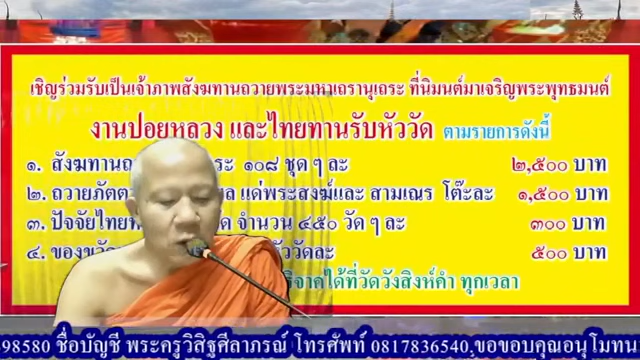 เชิญร่วมรับเป็นเจ้าภาพสังฆทานถวายพระมหาเถรานุเถระ ที่นิมนต์มาเจริญพระพุทธมนต์
งานปอยหลวง และไทยทานรับหัววัด ตามรายการดังนี้
๑. สังฆทานถ ระ ๑๐๘ ชุด ๆ ละ ๒,๕๐๐ บาท
๒. ถวายภัตต ล แด่พระสงฆ์และ สามเณร โต๊ะละ ๑,๕๐๐ บาท
๓. ปัจจัยไทยท ด จำนวน ๔๕๐ วัด ๆ ละ ๓๐๐ บาท
๔. ของขวัญ ัววัดละ ๕๐๐ บาท
ริจาคได้ที่วัดวังสิงห์คำ ทุกเวลา
98580 ชื่อบัญชี พระครูวิสิฐศีลาภรณ์ โทรศัพท์ 0817836540,ขอขอบคุณอนุโมทน